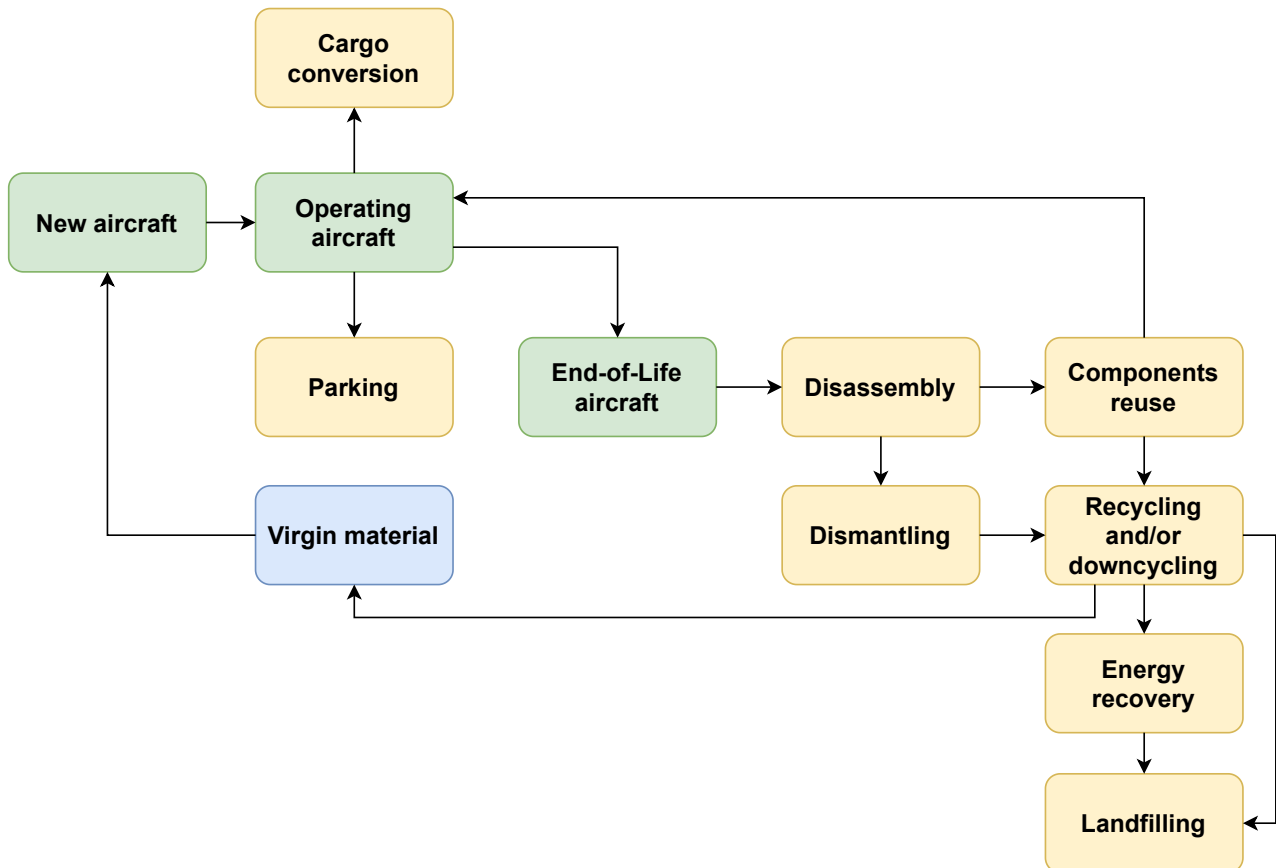 Cargo
conversion
New aircraft
Operating
aircraft
Parking
End-of-Life
aircraft
Disassembly
Components
reuse
Virgin material
Dismantling
Recycling
and/or
downcycling
Energy
recovery
Landfilling